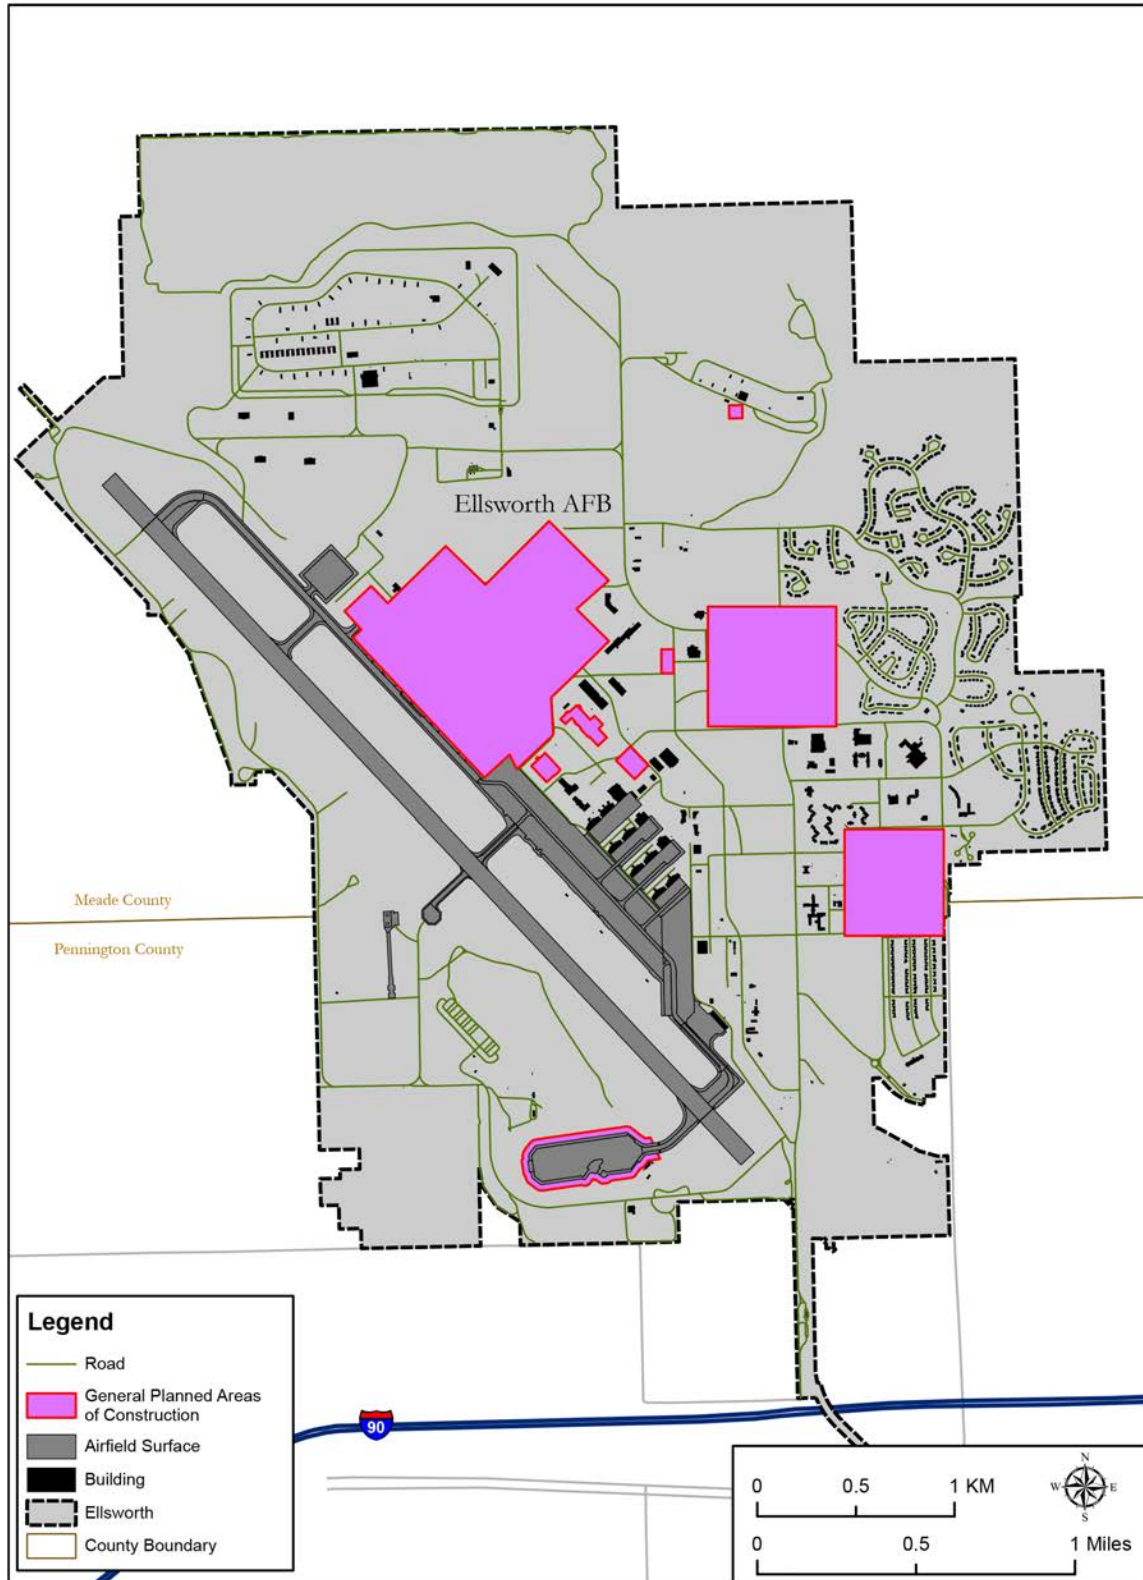 Ellsworth AFB
Meade County
Pennington County
Legend
Road
General Planned Areas
of Construction
Airfield Surface
Building
Ellsworth
County Boundary
90
0 0.5 1 KM
N
W E
S
0 0.5 1 Miles